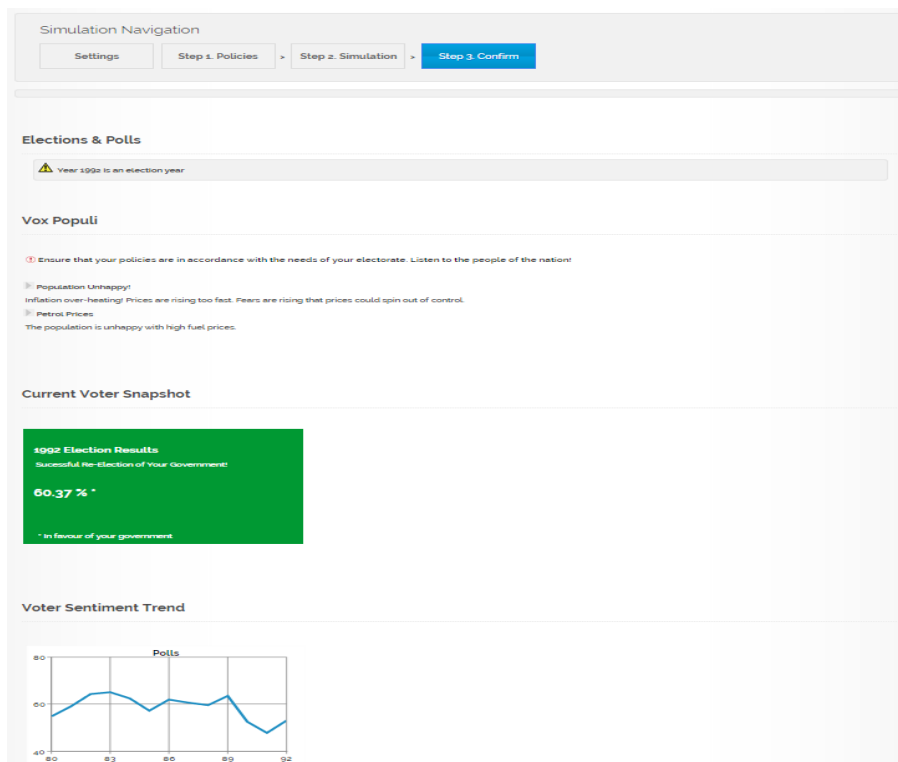 Simulation Navigation
Settings
Step 1. Policies
>
Step 2. Simulation
>
Step 3. Confirm
Elections & Polls
Year 1992 is an election year
Vox Populi
Ensure that your policies are in accordance with the needs of your electorate. Listen to the people of the nation!
Population Unhappy!
Inflation over-heating! Prices are rising too fast. Fears are rising that prices could spin out of control.
Petrol Prices
The population is unhappy with high fuel prices.
Current Voter Snapshot
1992 Election Results
Sucessful Re-Election of Your Government!
60.37 % *
* In favour of your government
Voter Sentiment Trend
Polls
80
60
40
80 83 86 89 92